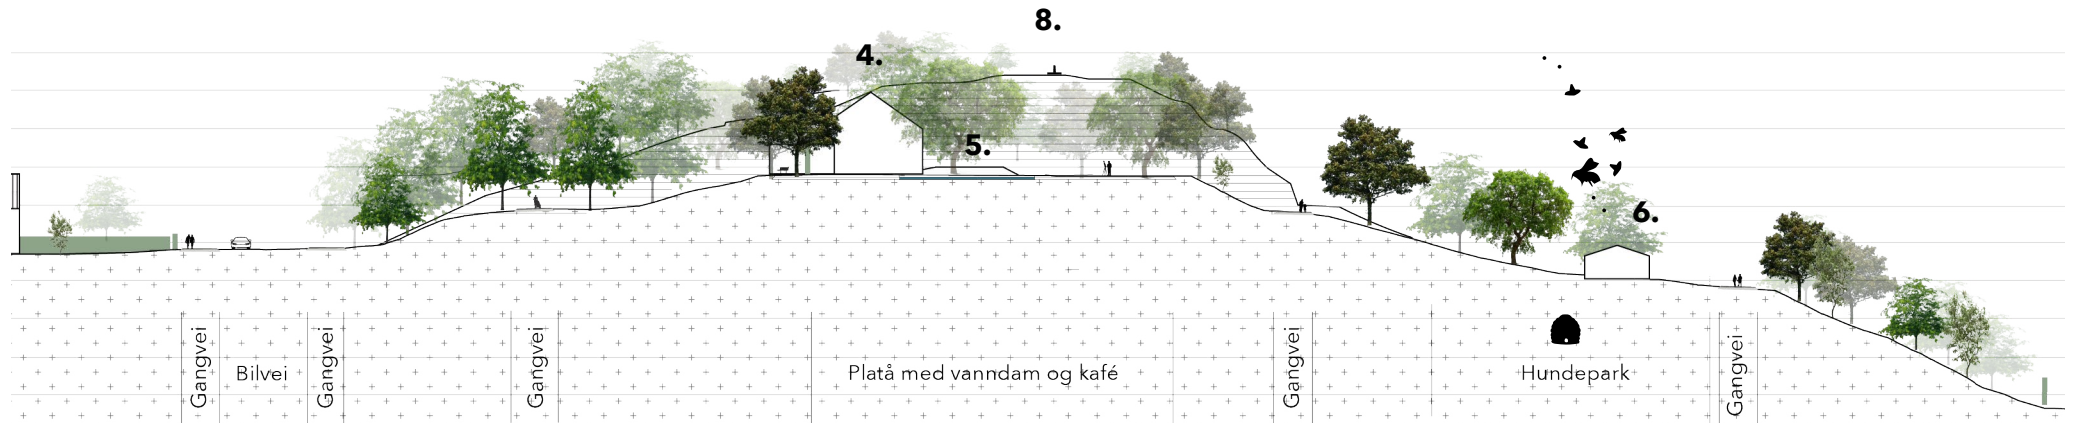 8.
4.
5.
6.
Gangvei
Bilvei
Gangvei
Gangvei
Platå med vanndam og kafé
Gangvei
Hundepark
Gangvei